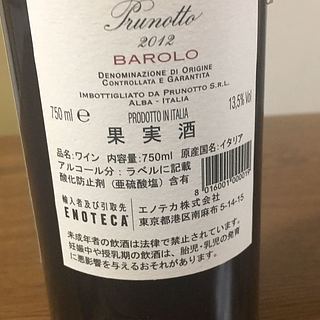 Prunotto
2012
BAROLO
DENOMINAZIONE DI ORIGINE
CONTROLLATA E GARANTITA
IMBOTTIGLIATO DA PRUNOTTO S.R.L.
ALBA - ITALIA
750 ml e
PRODOTTO IN ITALIA
13,5% Vol
果実酒
品名:ワイン 内容量:750ml 原産国名:イタリア
アルコール分:ラベルに記載
酸化防止剤(亜硫酸塩)含有
8 016001 000019
輸入者及び引取先
ENOTECA®
エノテカ株式会社
東京都港区南麻布5-14-15
未成年者の飲酒は法律で禁止されています。
妊娠中や授乳期の飲酒は、胎児・乳児の発育
に悪影響を与えるおそれがあります。